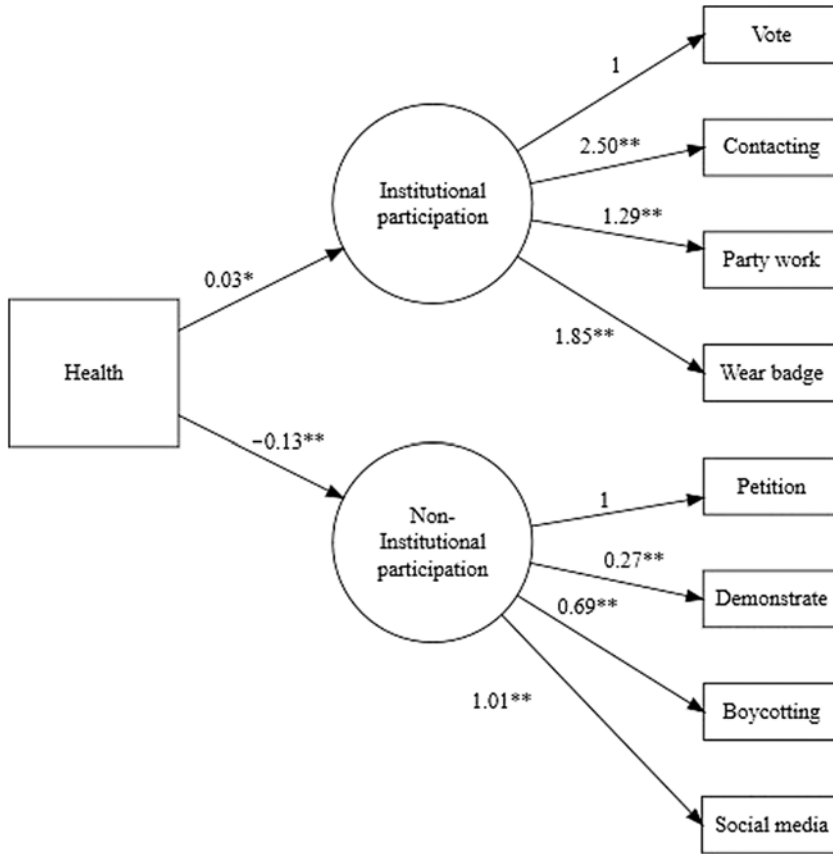 Vote
1
2.50**
Contacting
Institutional
participation
1.29**
Party work
0.03*
1.85**
Wear badge
Health
−0.13**
Petition
1
Non-
Institutional
participation
0.27**
Demonstrate
0.69**
1.01**
Boycotting
Social media